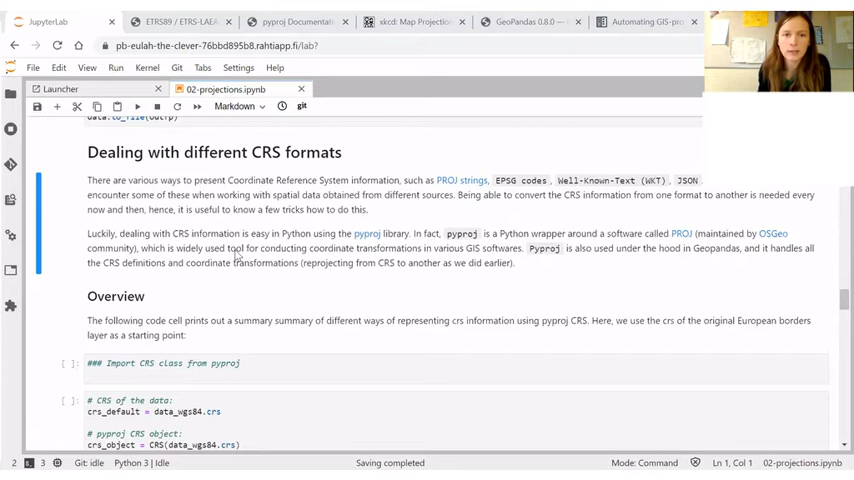 JupyterLab
ETRS89 / ETRS-LAEA
pyproj Documentat
xkcd: Map Projection
GeoPandas 0.8.0 —
Automating GIS-pro
pb-eulah-the-clever-76bbd895b8.rahtiapp.fi/lab?
File Edit View Run Kernel Git Tabs Settings Help
Launcher
02-projections.ipynb
Markdown
git
data.to_file(outfp)
Dealing with different CRS formats
There are various ways to present Coordinate Reference System information, such as PROJ strings, EPSG codes, Well-Known-Text (WKT), JSON
encounter some of these when working with spatial data obtained from different sources. Being able to convert the CRS information from one format to another is needed every
now and then, hence, it is useful to know a few tricks how to do this.
Luckily, dealing with CRS information is easy in Python using the pyproj library. In fact, pyproj is a Python wrapper around a software called PROJ (maintained by OSGeo
community), which is widely used tool for conducting coordinate transformations in various GIS softwares. Pyproj is also used under the hood in Geopandas, and it handles all
the CRS definitions and coordinate transformations (reprojecting from CRS to another as we did earlier).
Overview
The following code cell prints out a summary summary of different ways of representing crs information using pyproj CRS. Here, we use the crs of the original European borders
layer as a starting point:
[ ]: ### Import CRS class from pyproj
[ ]: # CRS of the data:
crs_default = data_wgs84.crs
# pyproj CRS object:
crs_object = CRS(data_wgs84.crs)
2 3 Git: idle Python 3 | Idle Saving completed Mode: Command Ln 1, Col 1 02-projections.ipynb